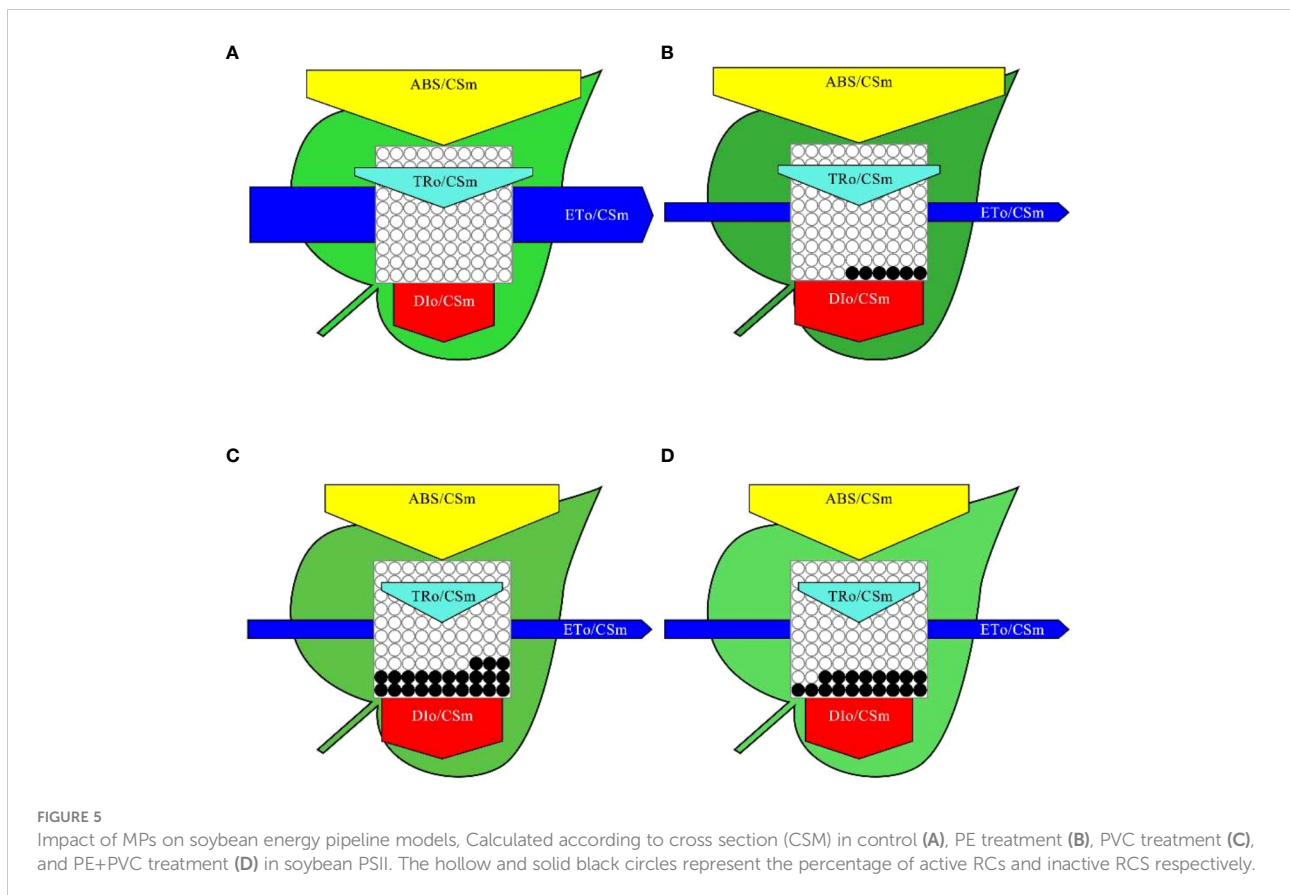 A
ABS/CSm
TRo/CSm
ETo/CSm
DIo/CSm
B
ABS/CSm
TRo/CSm
ETo/CSm
DIo/CSm
C
ABS/CSm
TRo/CSm
ETo/CSm
DIo/CSm
D
ABS/CSm
TRo/CSm
ETo/CSm
DIo/CSm
FIGURE 5
Impact of MPs on soybean energy pipeline models, Calculated according to cross section (CSM) in control (A), PE treatment (B), PVC treatment (C),
and PE+PVC treatment (D) in soybean PSII. The hollow and solid black circles represent the percentage of active RCs and inactive RCS respectively.